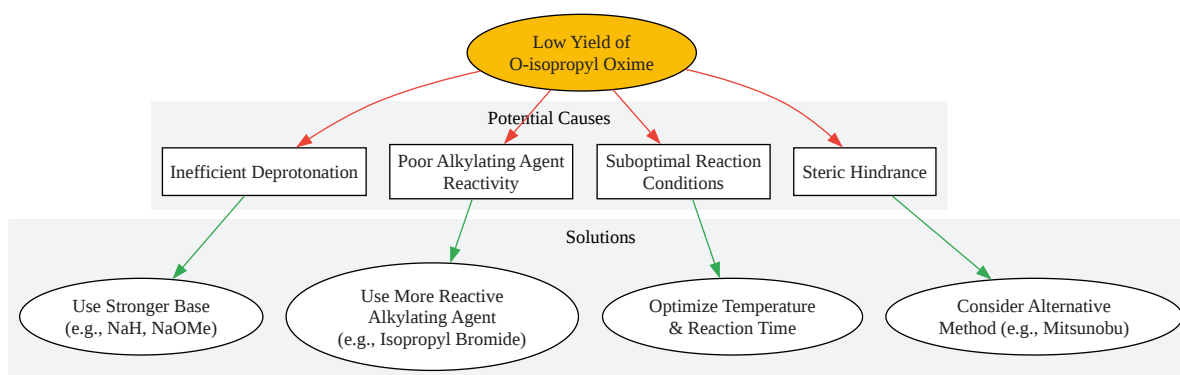 Low Yield of
O-isopropyl Oxime
Potential Causes
Inefficient Deprotonation
Poor Alkylating Agent
Reactivity
Suboptimal Reaction
Conditions
Steric Hindrance
Solutions
Use Stronger Base
(e.g., NaH, NaOMe)
Use More Reactive
Alkylating Agent
(e.g., Isopropyl Bromide)
Optimize Temperature
& Reaction Time
Consider Alternative
Method (e.g., Mitsunobu)